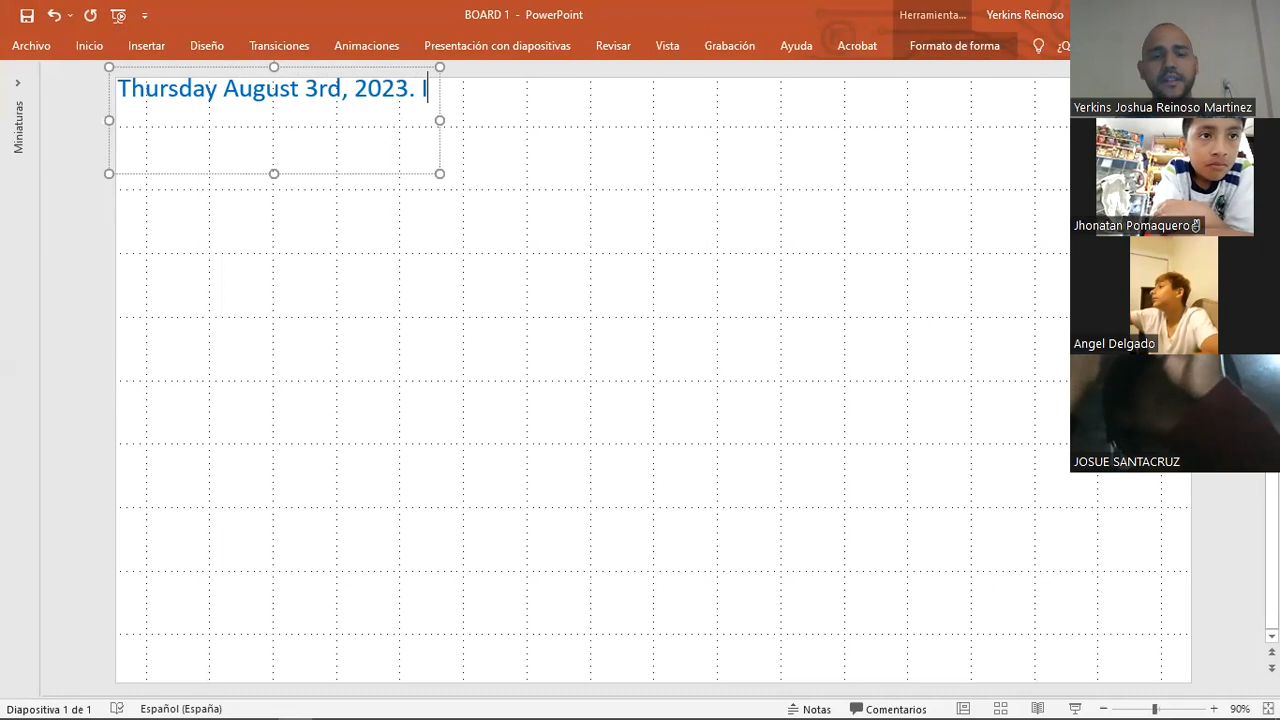 BOARD 1 - PowerPoint
Herramienta...
Yerkins Reinoso
Archivo Inicio Insertar Diseño Transiciones Animaciones Presentación con diapositivas Revisar Vista Grabación Ayuda Acrobat Formato de forma ¿Q
Miniaturas
Thursday August 3rd, 2023. I
Yerkins Joshua Reinoso Martinez
Jhonatan Pomaquero✌
Angel Delgado
JOSUE SANTACRUZ
Diapositiva 1 de 1 Español (España) Notas Comentarios 90%